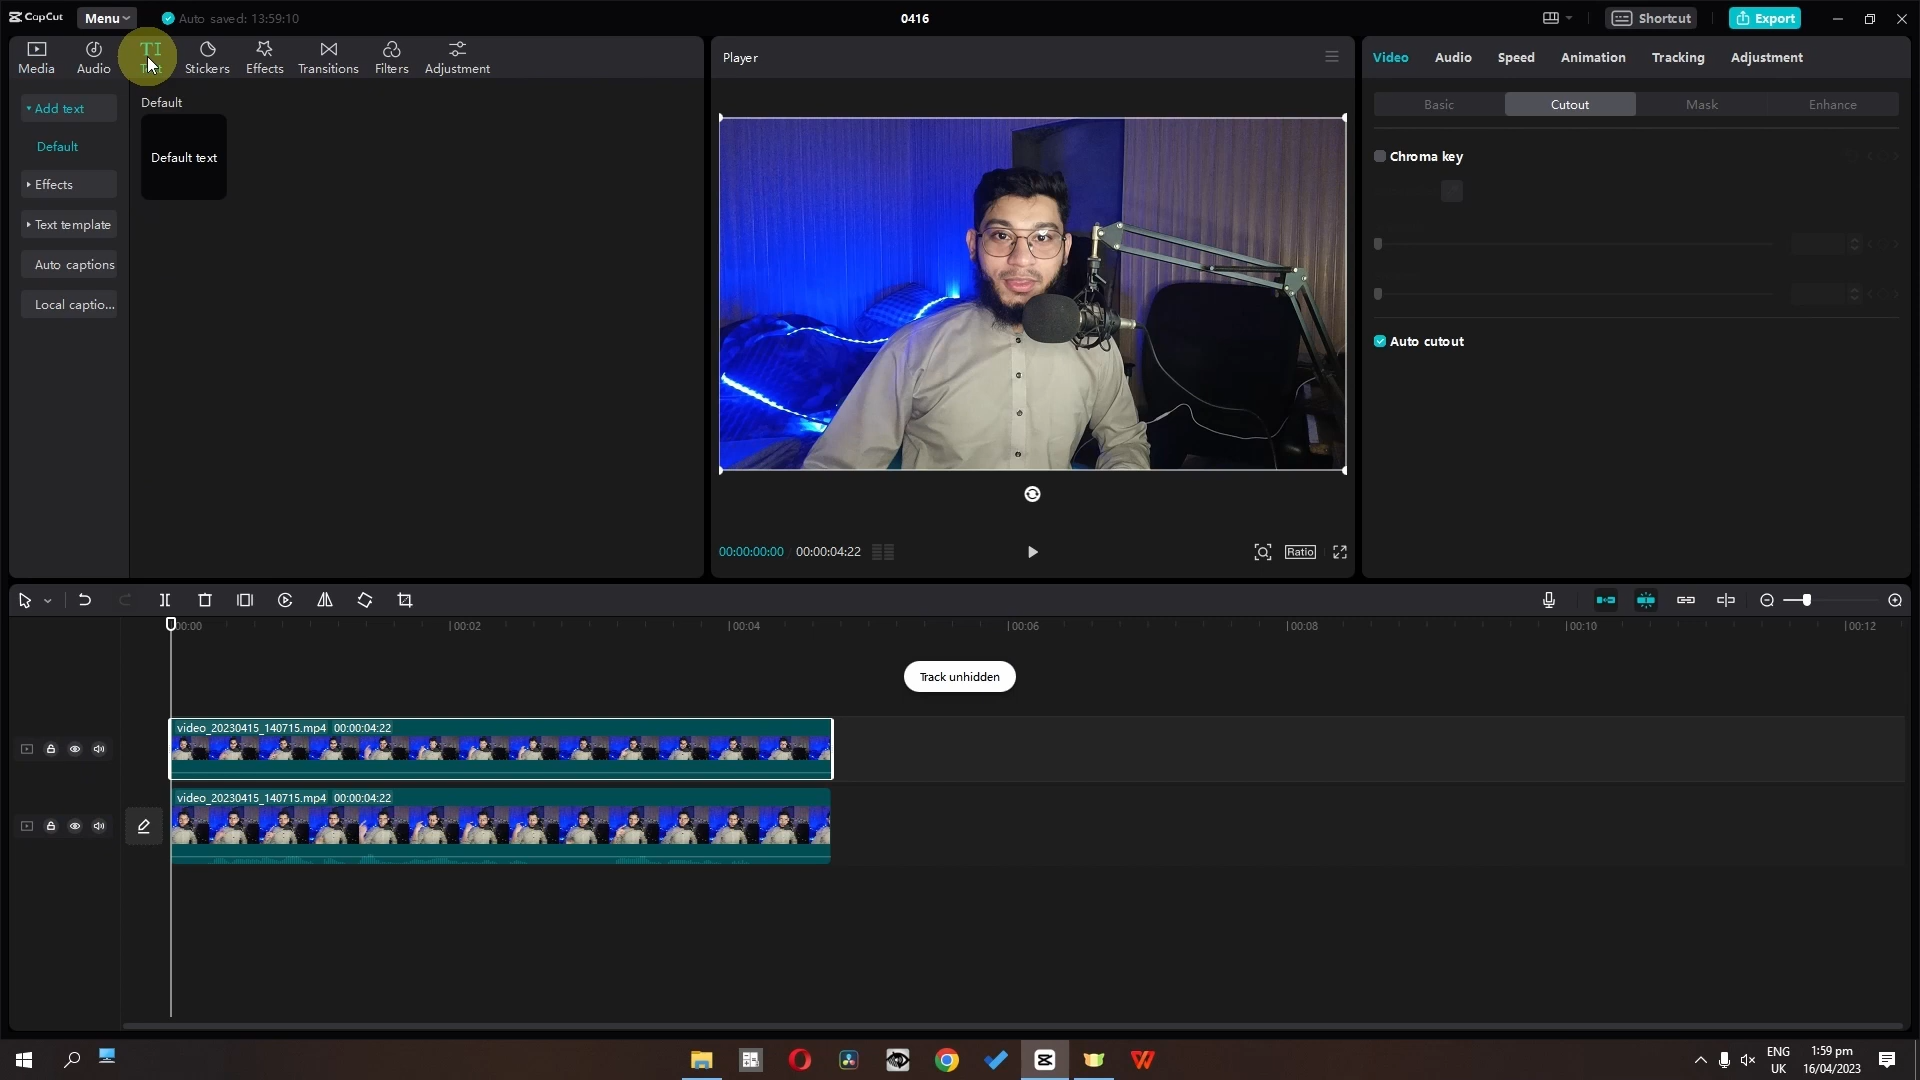 CapCut
Menu
Auto saved: 13:59:10
0416
Shortcut
Export
Media
Audio
Stickers
Effects
Transitions
Filters
Adjustment
Player
Video
Audio
Speed
Animation
Tracking
Adjustment
Add text
Default
Effects
Text template
Auto captions
Local captio...
Default
Default text
Basic
Cutout
Mask
Enhance
Chroma key
Auto cutout
00:00:00:00
00:00:04:22
Ratio
00:00
00:02
00:04
00:06
00:08
00:10
00:12
Track unhidden
video_20230415_140715.mp4 00:00:04:22
video_20230415_140715.mp4 00:00:04:22
ENG
UK
1:59 pm
16/04/2023